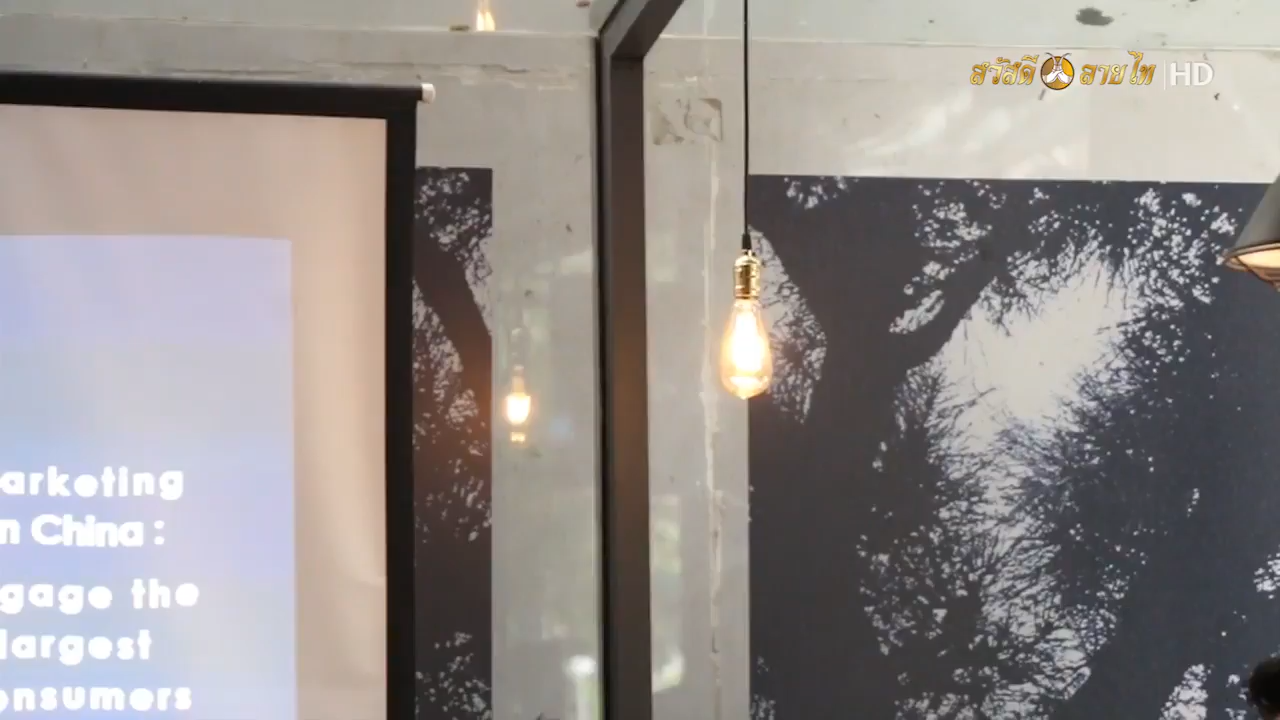 สวัสดี สายไท HD
arketing
n China :
gage the
largest
onsumers